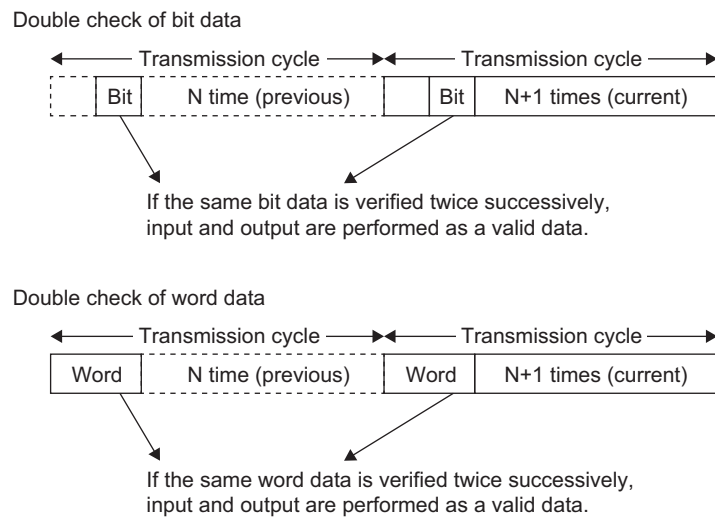 Double check of bit data
Transmission cycle Transmission cycle
Bit N time (previous) Bit N+1 times (current)
If the same bit data is verified twice successively,
input and output are performed as a valid data.
Double check of word data
Transmission cycle Transmission cycle
Word N time (previous) Word N+1 times (current)
If the same word data is verified twice successively,
input and output are performed as a valid data.